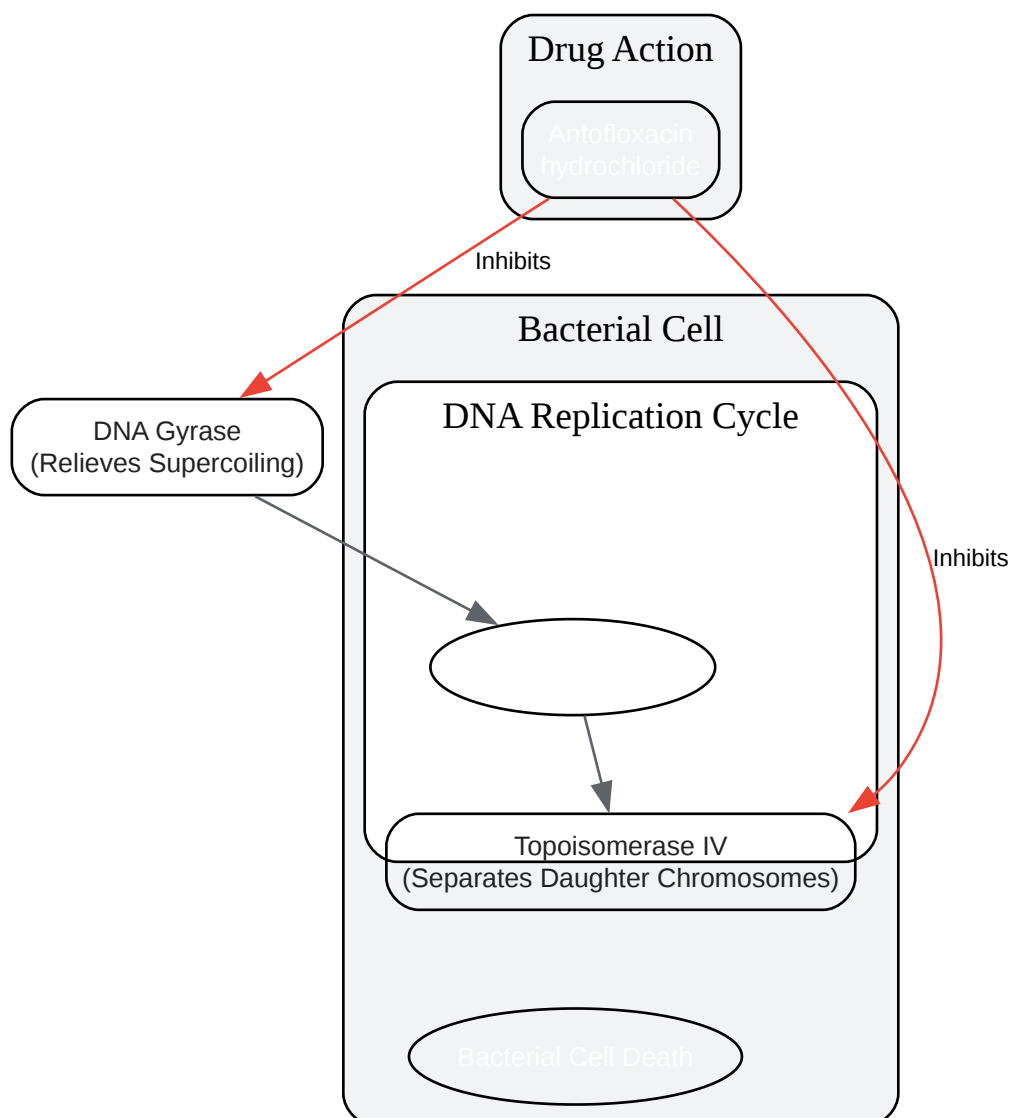 Drug Action
Antofloxacin
hydrochloride
Inhibits
Bacterial Cell
DNA Replication Cycle
DNA Gyrase
(Relieves Supercoiling)
Inhibits
Topoisomerase IV
(Separates Daughter Chromosomes)
Bacterial Cell Death